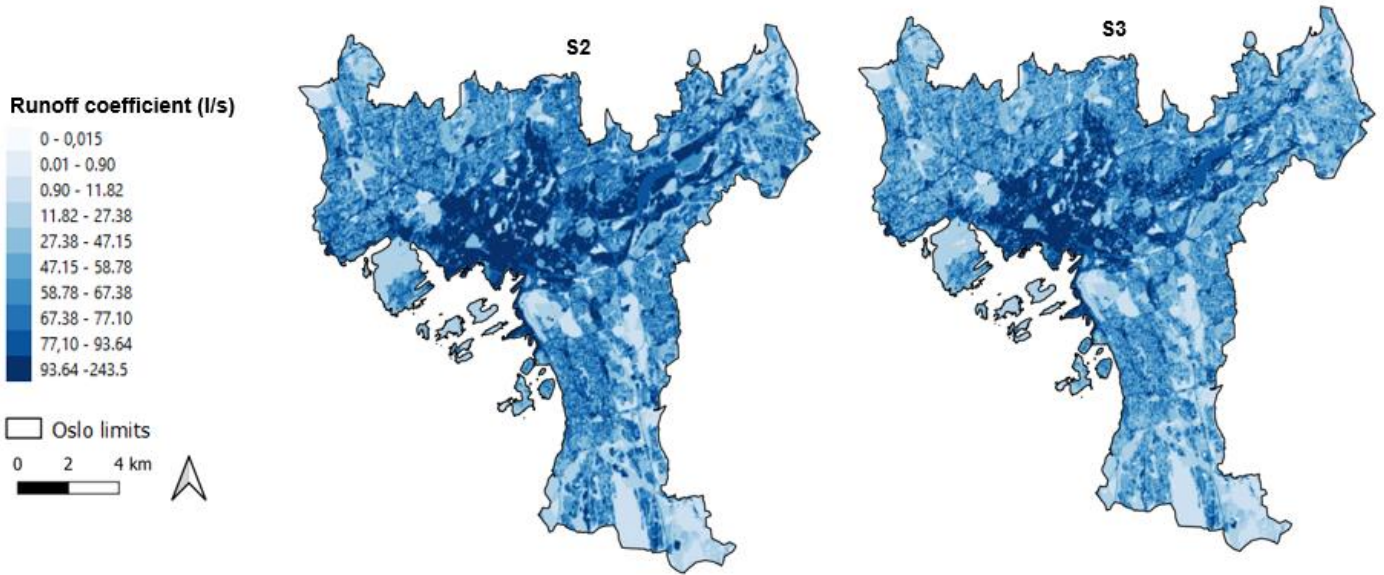 S2
S3
Runoff coefficient (l/s)
0 - 0,015
0.01 - 0.90
0.90 - 11.82
11.82 - 27.38
27.38 - 47.15
47.15 - 58.78
58.78 - 67.38
67.38 - 77.10
77,10 - 93.64
93.64 -243.5
Oslo limits
0 2 4 km